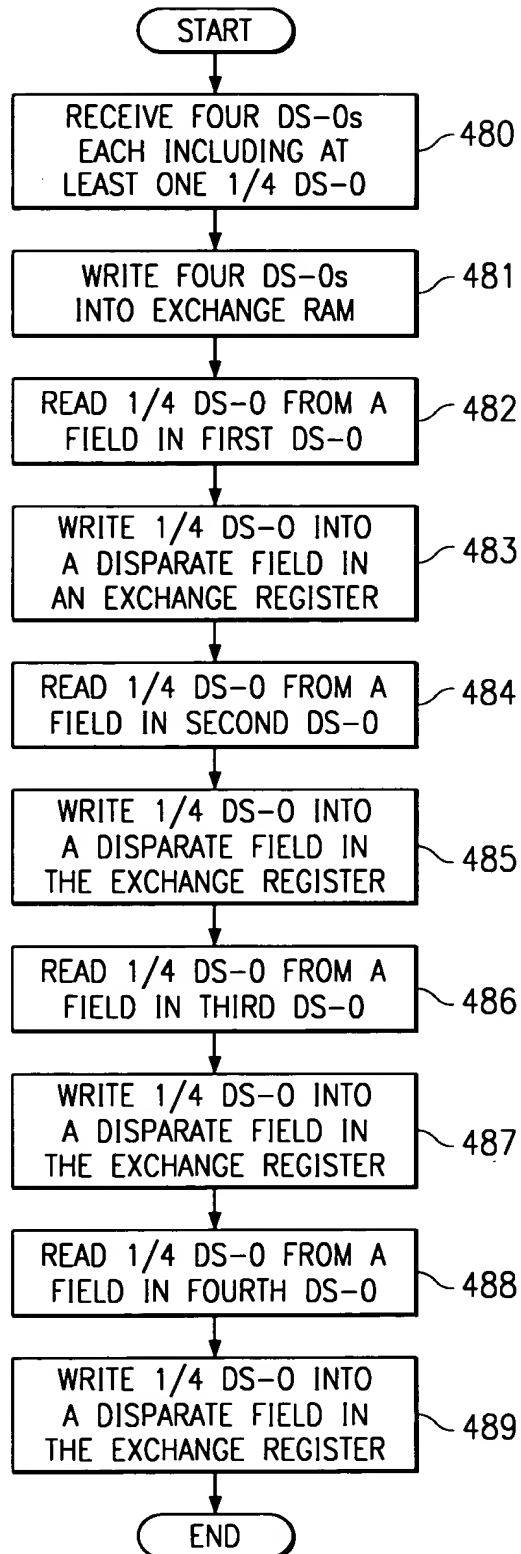 START
RECEIVE FOUR DS-0s
EACH INCLUDING AT
LEAST ONE 1/4 DS-0
480
WRITE FOUR DS-0s
INTO EXCHANGE RAM
481
READ 1/4 DS-0 FROM A
FIELD IN FIRST DS-0
482
WRITE 1/4 DS-0 INTO
A DISPARATE FIELD IN
AN EXCHANGE REGISTER
483
READ 1/4 DS-0 FROM A
FIELD IN SECOND DS-0
484
WRITE 1/4 DS-0 INTO
A DISPARATE FIELD IN
THE EXCHANGE REGISTER
485
READ 1/4 DS-0 FROM A
FIELD IN THIRD DS-0
486
WRITE 1/4 DS-0 INTO
A DISPARATE FIELD IN
THE EXCHANGE REGISTER
487
READ 1/4 DS-0 FROM A
FIELD IN FOURTH DS-0
488
WRITE 1/4 DS-0 INTO
A DISPARATE FIELD IN
THE EXCHANGE REGISTER
489
END